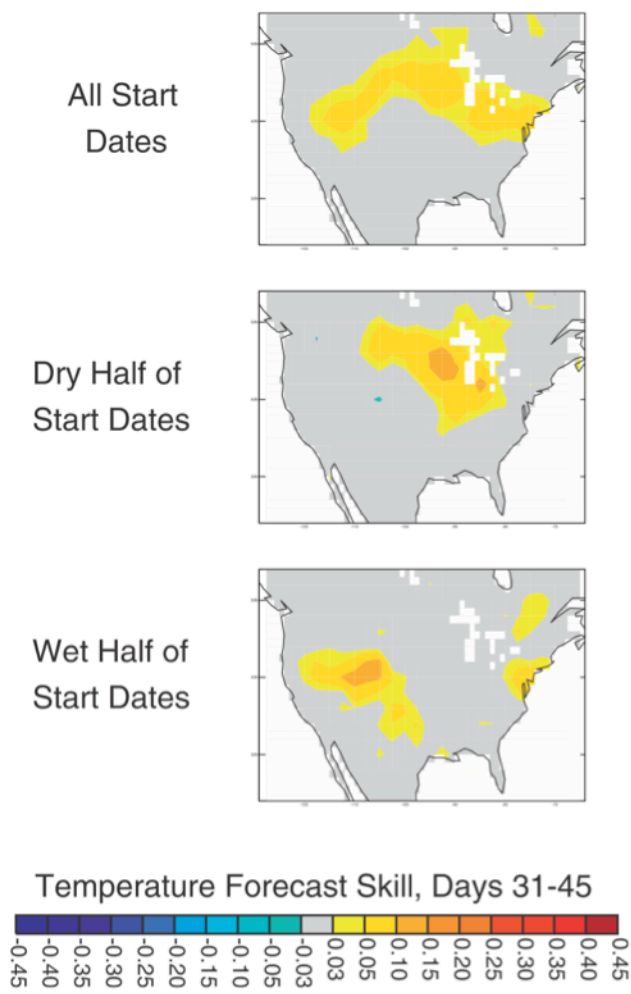 All Start
Dates
Dry Half of
Start Dates
Wet Half of
Start Dates
Temperature Forecast Skill, Days 31-45
-0.45 -0.40 -0.35 -0.30 -0.25 -0.20 -0.15 -0.10 -0.05 -0.03 0.03 0.05 0.10 0.15 0.20 0.25 0.30 0.35 0.40 0.45